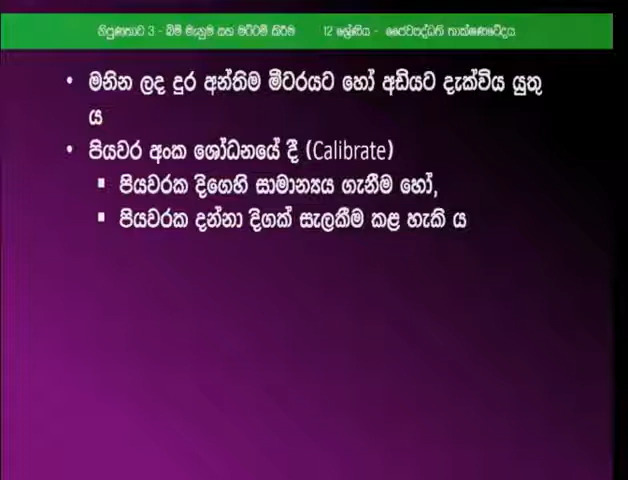 නිපුණතාව 3 - බිම් මැනුම සහ මට්ටම් කිරීම 12 ශ්‍රේණිය - ජෛවපද්ධති තාක්ෂණවේදය
• මනින ලද දුර අන්තිම මීටරයට හෝ අඩියට දැක්විය යුතු
ය
• පියවර අංක ශෝධනයේ දී (Calibrate)
▪ පියවරක දිගෙහි සාමාන්‍යය ගැනීම හෝ,
▪ පියවරක දන්නා දිගක් සැලකීම කළ හැකි ය